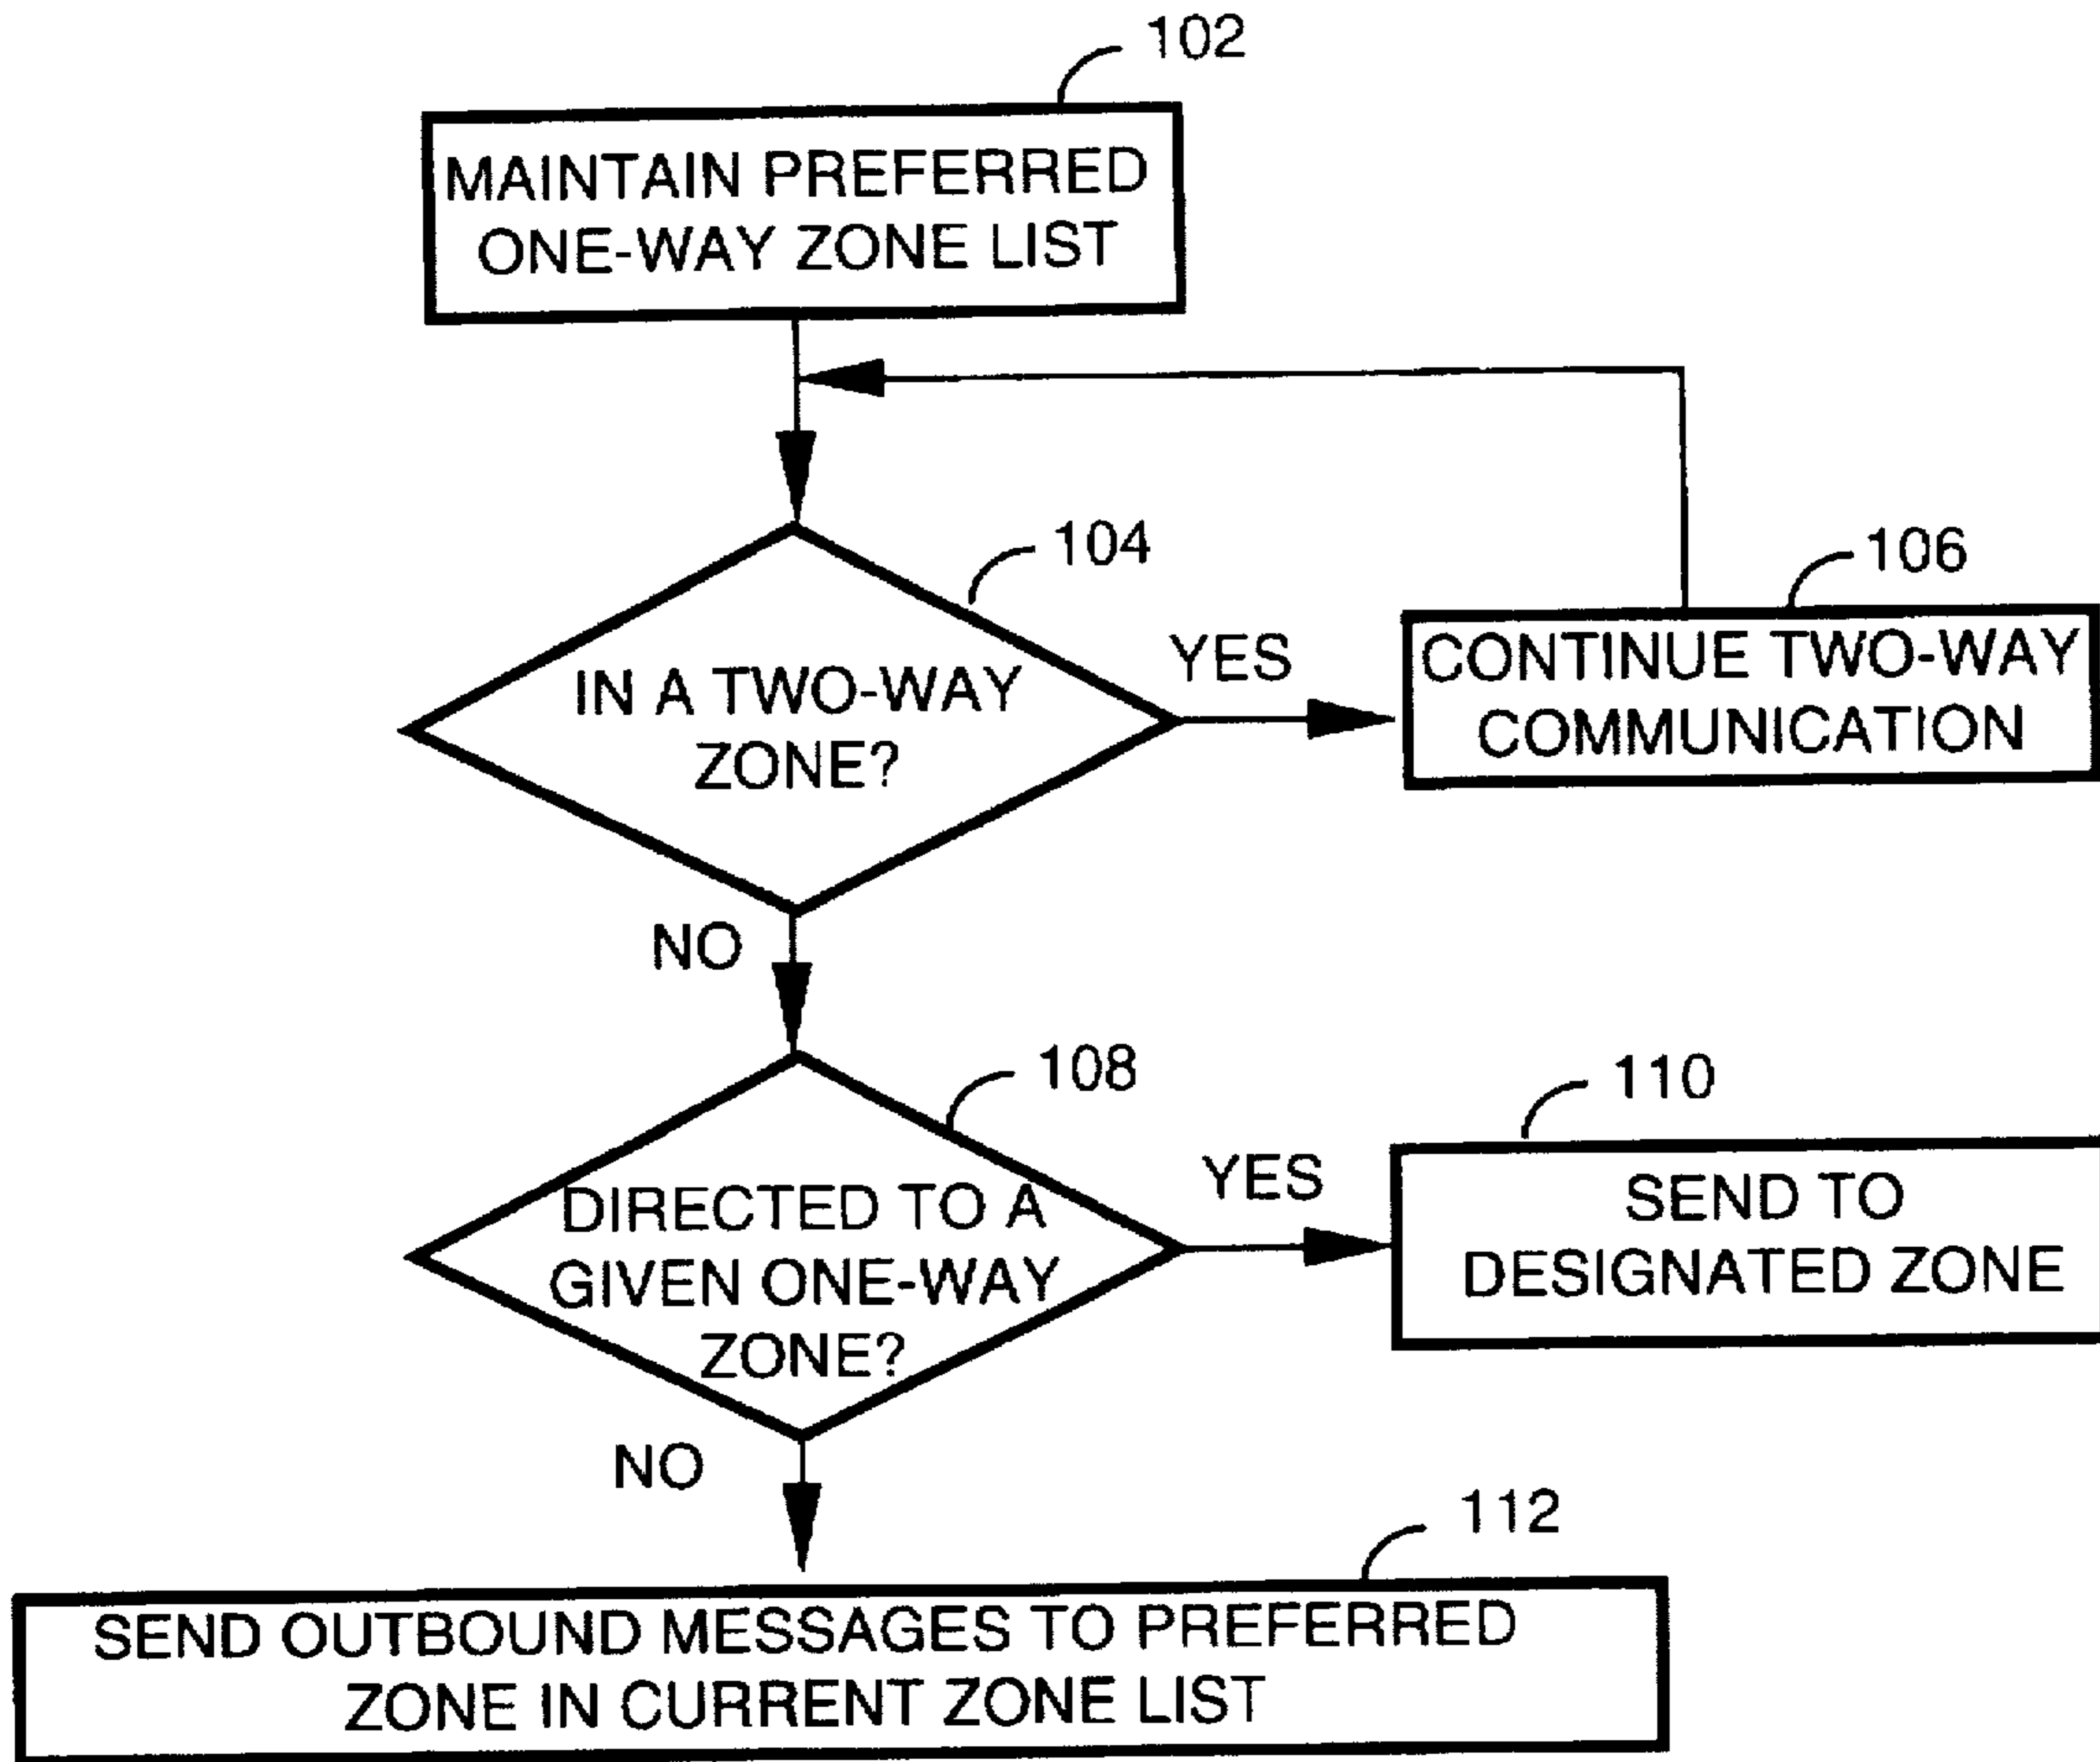 102
MAINTAIN PREFERRED
ONE-WAY ZONE LIST
104
IN A TWO-WAY
ZONE?
YES
106
CONTINUE TWO-WAY
COMMUNICATION
NO
108
DIRECTED TO A
GIVEN ONE-WAY
ZONE?
YES
110
SEND TO
DESIGNATED ZONE
NO
112
SEND OUTBOUND MESSAGES TO PREFERRED
ZONE IN CURRENT ZONE LIST